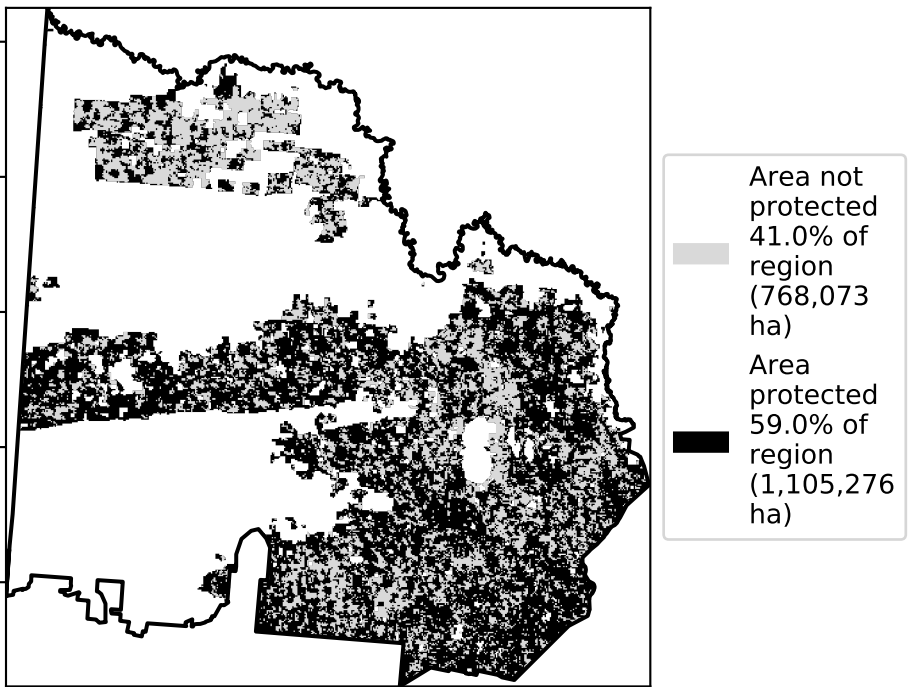 Area not
protected
41.0% of
region
(768,073
ha)
Area
protected
59.0% of
region
(1,105,276
ha)